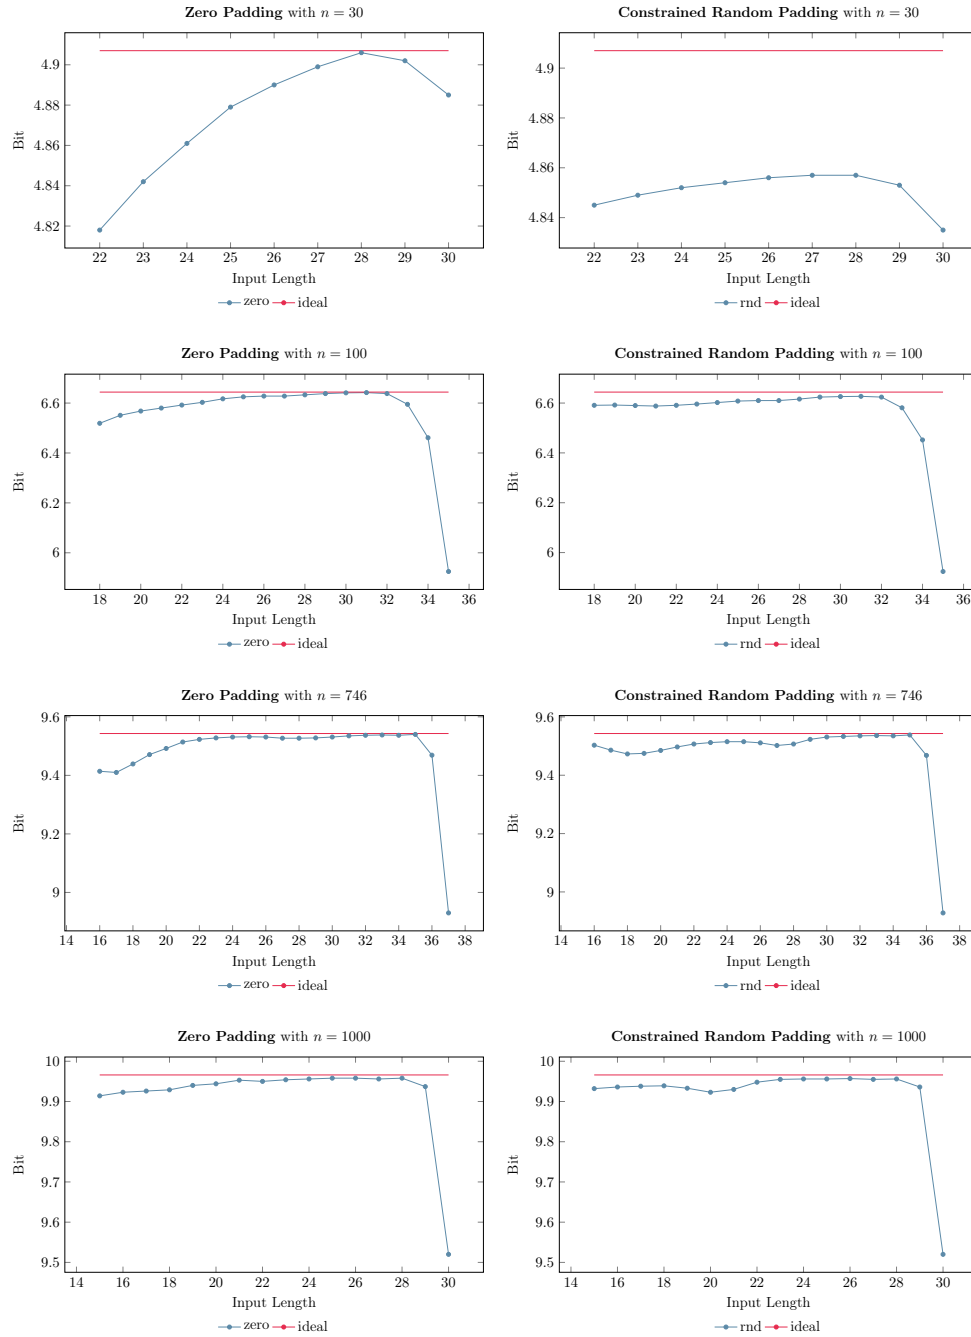 Zero Padding with n = 30
4.9
4.88
4.86
4.84
4.82
Bit
22 23 24 25 26 27 28 29 30
Input Length
zero ideal
Constrained Random Padding with n = 30
4.9
4.88
4.86
4.84
Bit
22 23 24 25 26 27 28 29 30
Input Length
rnd ideal
Zero Padding with n = 100
6.6
6.4
6.2
6
Bit
18 20 22 24 26 28 30 32 34 36
Input Length
zero ideal
Constrained Random Padding with n = 100
6.6
6.4
6.2
6
Bit
18 20 22 24 26 28 30 32 34 36
Input Length
rnd ideal
Zero Padding with n = 746
9.6
9.4
9.2
9
Bit
14 16 18 20 22 24 26 28 30 32 34 36 38
Input Length
zero ideal
Constrained Random Padding with n = 746
9.6
9.4
9.2
9
Bit
14 16 18 20 22 24 26 28 30 32 34 36 38
Input Length
rnd ideal
Zero Padding with n = 1000
10
9.9
9.8
9.7
9.6
9.5
Bit
14 16 18 20 22 24 26 28 30
Input Length
zero ideal
Constrained Random Padding with n = 1000
10
9.9
9.8
9.7
9.6
9.5
Bit
14 16 18 20 22 24 26 28 30
Input Length
rnd ideal